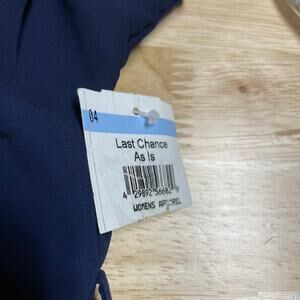 04
Last Chance
As Is
4 29892 56682 9
WOMENS APPAREL